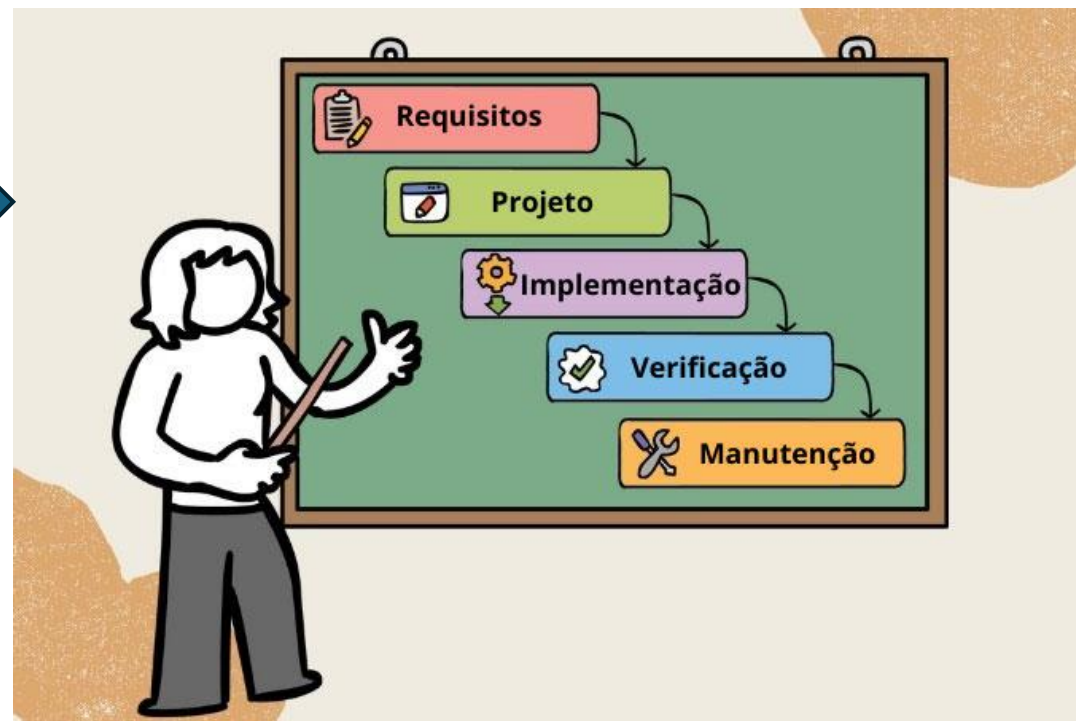 Requisitos
Projeto
Implementação
Verificação
Manutenção